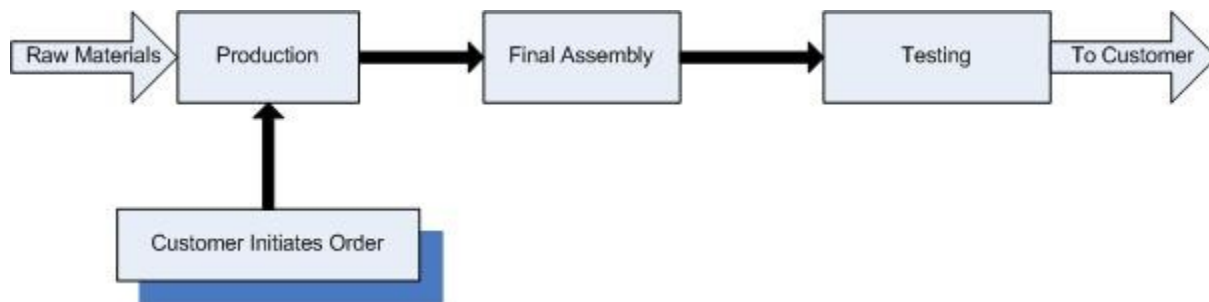 Raw Materials
Production
Final Assembly
Testing
To Customer
Customer Initiates Order